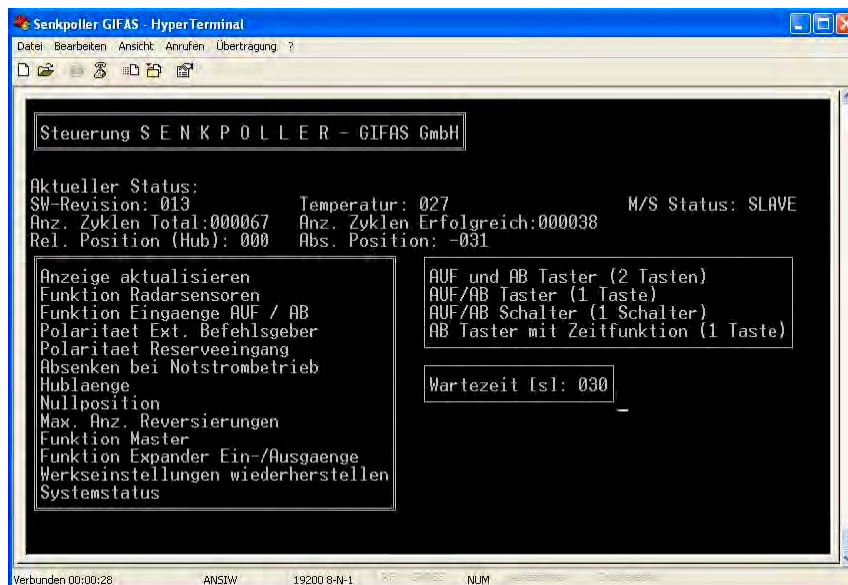 Senkpoller GIFAS - HyperTerminal
Datei Bearbeiten Ansicht Anrufen Übertragung ?
Steuerung S E N K P O L L E R - GIFAS GmbH
Aktueller Status:
SW-Revision: 013 Temperatur: 027 M/S Status: SLAVE
Anz. Zyklen Total:000067 Anz. Zyklen Erfolgreich:000038
Rel. Position (Hub): 000 Abs. Position: -031
Anzeige aktualisieren
Funktion Radarsensoren
Funktion Eingaenge AUF / AB
Polaritaet Ext. Befehlsgeber
Polaritaet Reserveeingang
Absenken bei Notstrombetrieb
Hublaenge
Nullposition
Max. Anz. Reversierungen
Funktion Master
Funktion Expander Ein-/Ausgaenge
Werkseinstellungen wiederherstellen
Systemstatus
AUF und AB Taster (2 Tasten)
AUF/AB Taster (1 Taste)
AUF/AB Schalter (1 Schalter)
AB Taster mit Zeitfunktion (1 Taste)
Wartezeit [s]: 030
Verbunden 00:00:28 ANSIW 19200 8-N-1 NUM